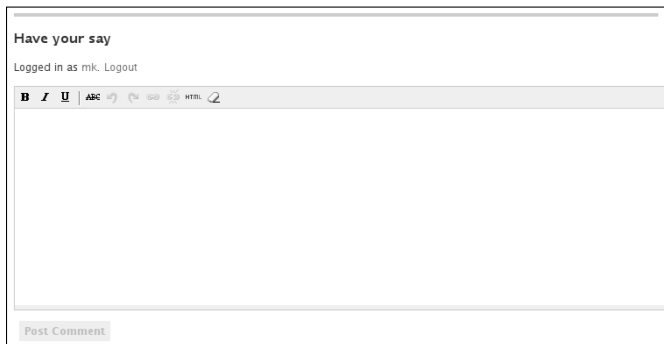 Have your say
Logged in as mk. Logout
B I U ABC HTML
Post Comment